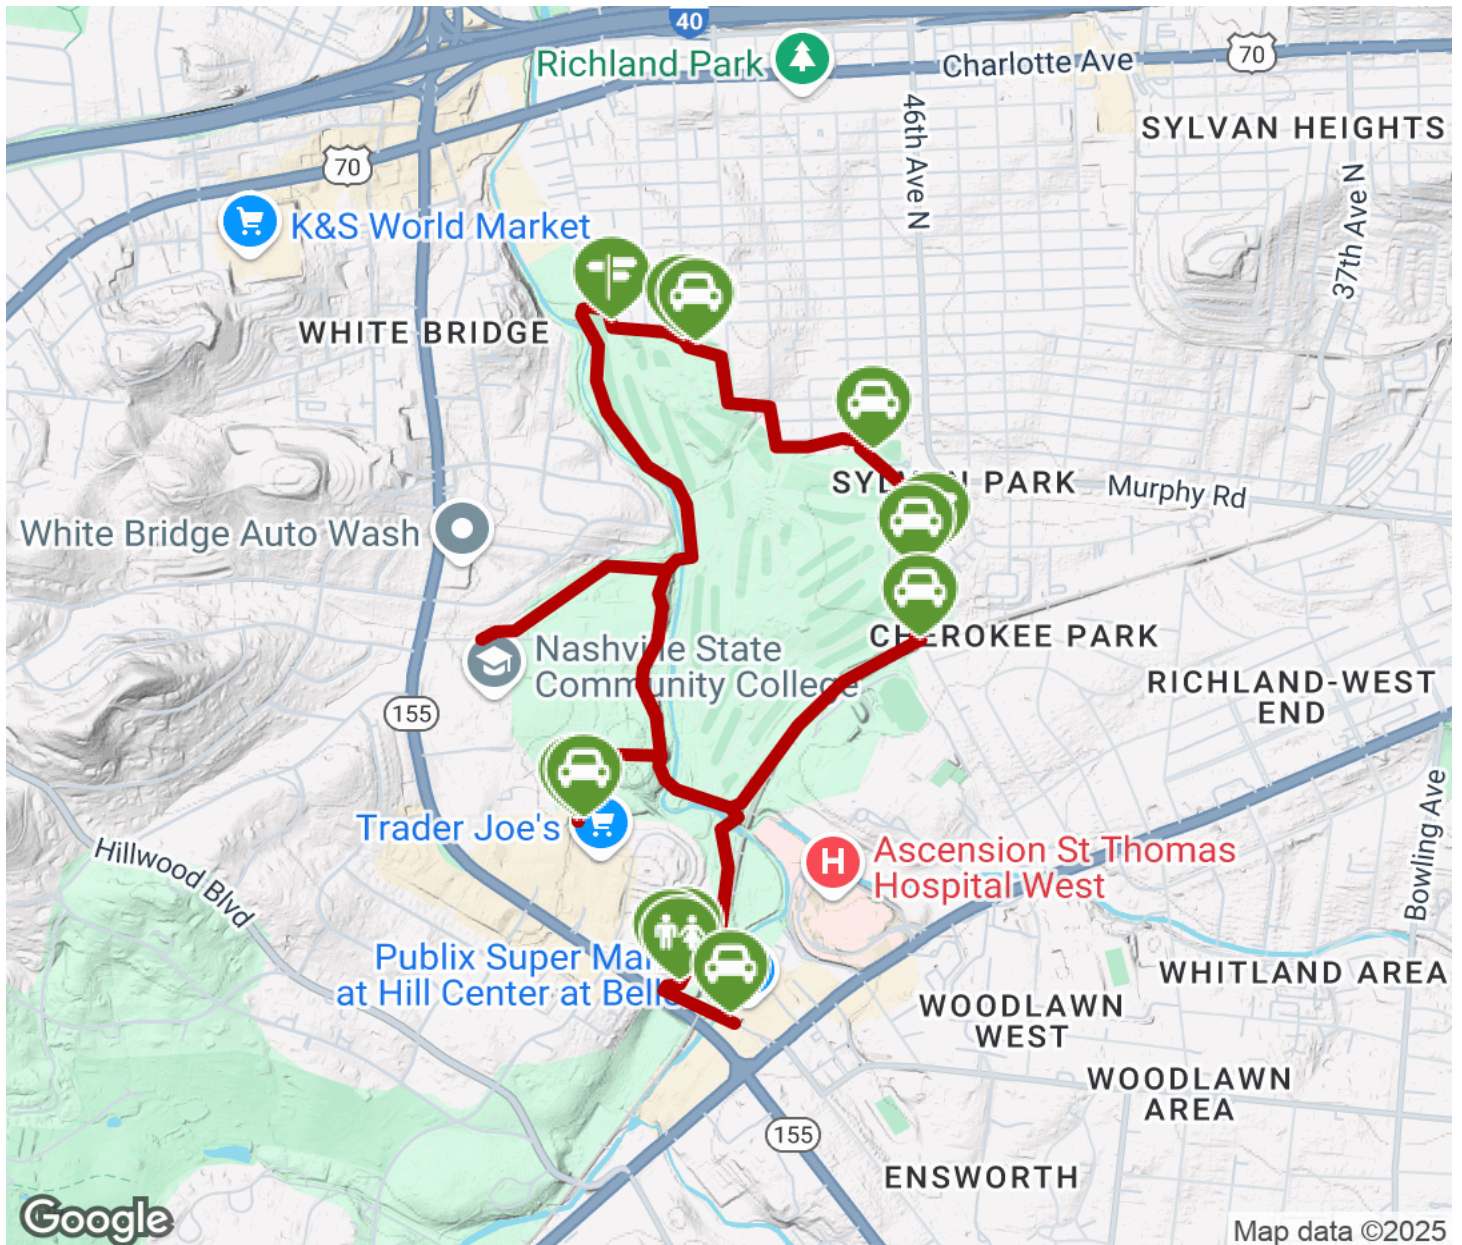 40
Richland Park
Charlotte Ave
70
46th Ave N
SYLVAN HEIGHTS
70
37th Ave N
K&S World Market
WHITE BRIDGE
SYLVAN PARK
Murphy Rd
White Bridge Auto Wash
CHEROKEE PARK
Nashville State
Community College
RICHLAND-WEST
END
155
Trader Joe's
Hillwood Blvd
H
Ascension St Thomas
Hospital West
Bowling Ave
Publix Super Mar
at Hill Center at Belle
WHITLAND AREA
WOODLAWN
WEST
WOODLAWN
AREA
155
ENSWORTH
Google
Map data ©2025